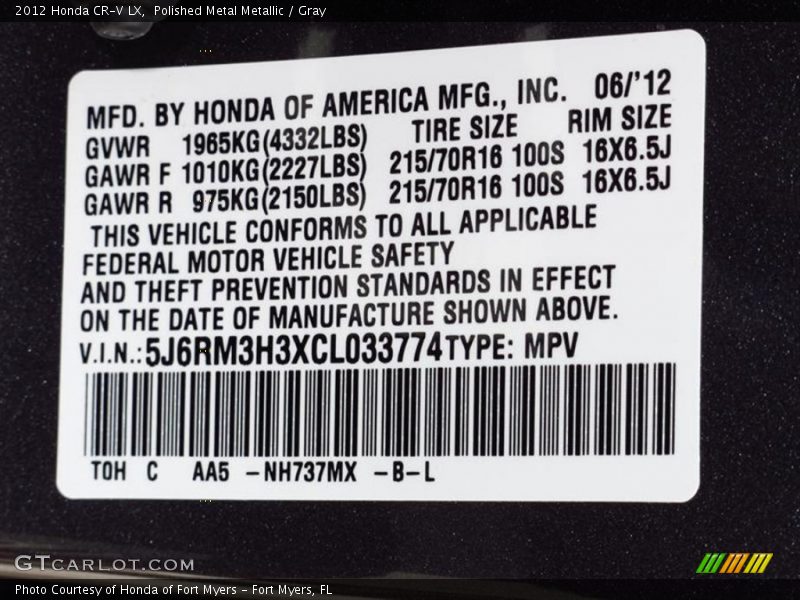 2012 Honda CR-V LX,  Polished Metal Metallic / Gray
MFD. BY HONDA OF AMERICA MFG., INC.  06/'12
GVWR  1965KG(4332LBS)  TIRE SIZE  RIM SIZE
GAWR F 1010KG(2227LBS)  215/70R16 100S  16X6.5J
GAWR R  975KG(2150LBS)  215/70R16 100S  16X6.5J
THIS VEHICLE CONFORMS TO ALL APPLICABLE
FEDERAL MOTOR VEHICLE SAFETY
AND THEFT PREVENTION STANDARDS IN EFFECT
ON THE DATE OF MANUFACTURE SHOWN ABOVE.
V.I.N.:5J6RM3H3XCL033774 TYPE: MPV
TOH  C  AA5  -NH737MX  -B-L
GTCARLOT.COM
Photo Courtesy of Honda of Fort Myers - Fort Myers, FL